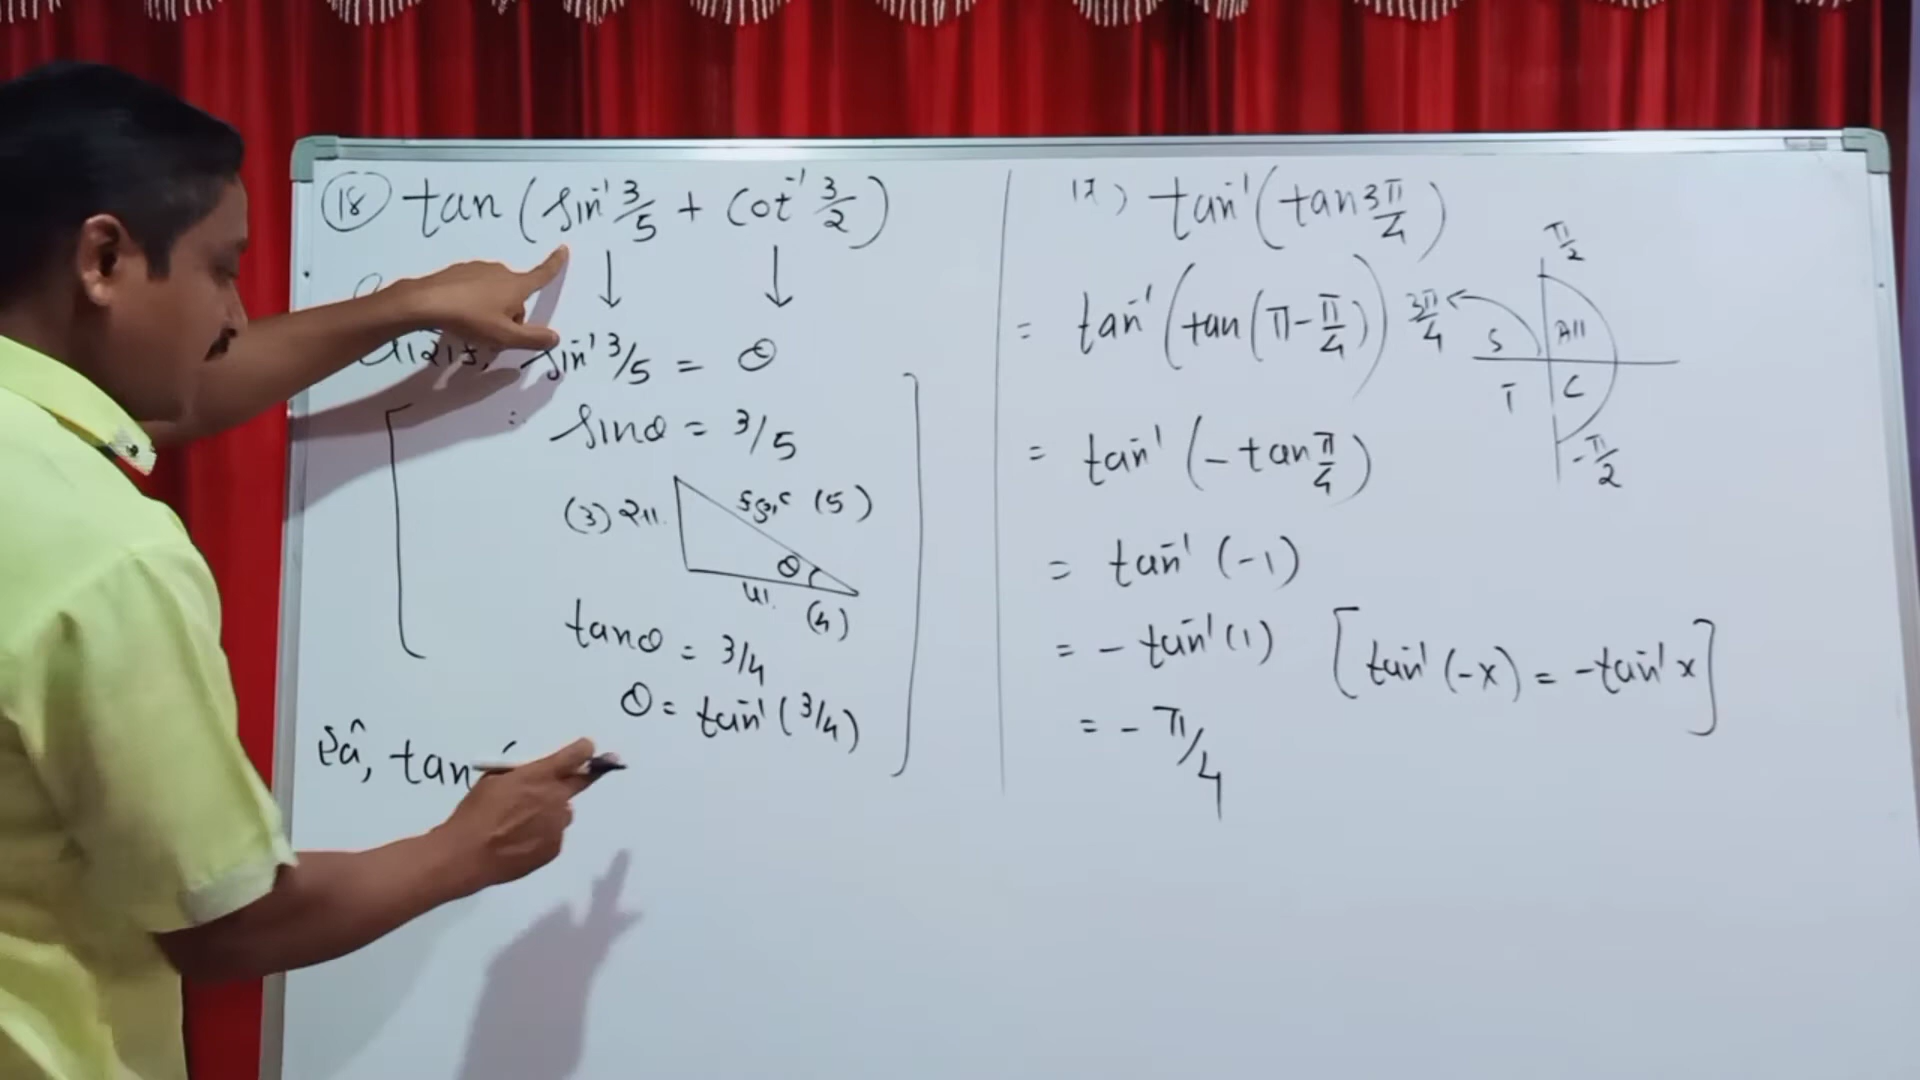 (18) tan (sin⁻¹ 3/5 + cot⁻¹ 3/2)
sin⁻¹ 3/5 = θ
∴ sinθ = 3/5
(3)
(5)
θ
(4)
tanθ = 3/4
θ = tan⁻¹ (3/4)
tan
17) tan⁻¹ (tan 3π/4)
= tan⁻¹ (tan (π - π/4))
= tan⁻¹ (- tan π/4)
= tan⁻¹ (-1)
= - tan⁻¹ (1) [tan⁻¹ (-x) = - tan⁻¹ x]
= - π/4
π/2
3π/4
S All
T C
-π/2